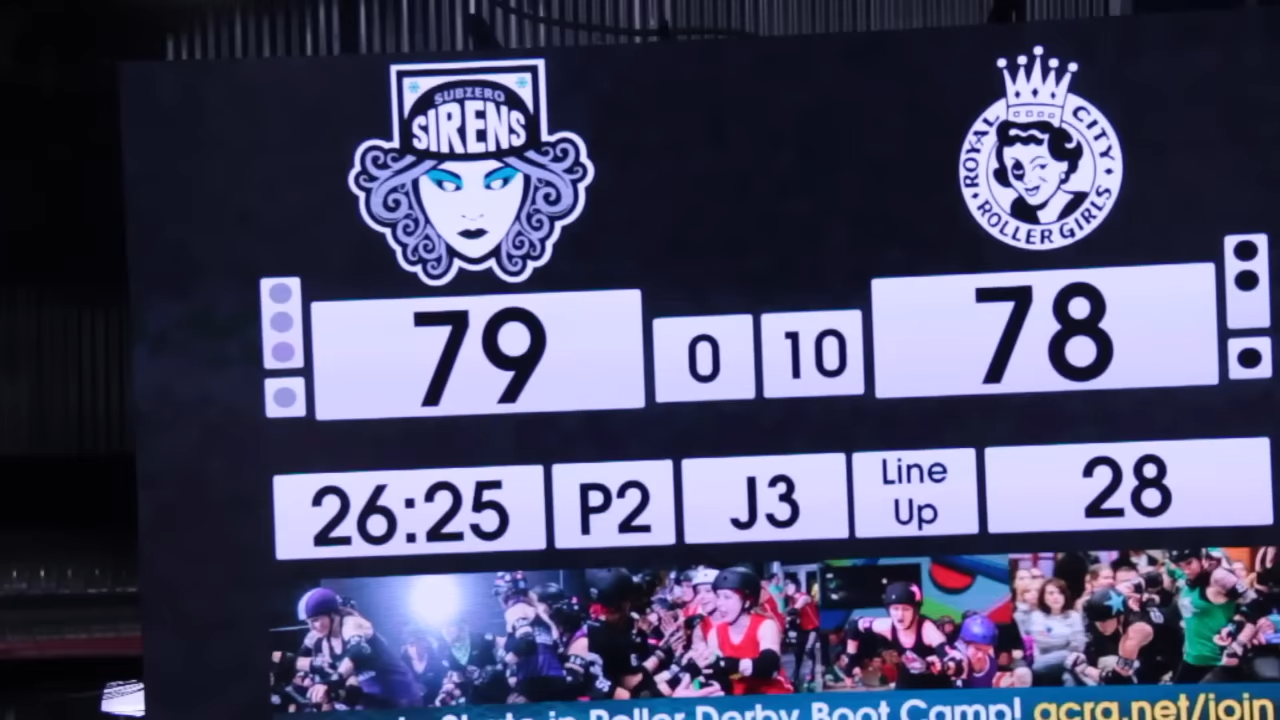 SUBZERO
SIRENS
ROYAL CITY
ROLLER GIRLS
79
0
10
78
26:25
P2
J3
Line
Up
28
in Roller Derby Boot Camp! acrg.net/join